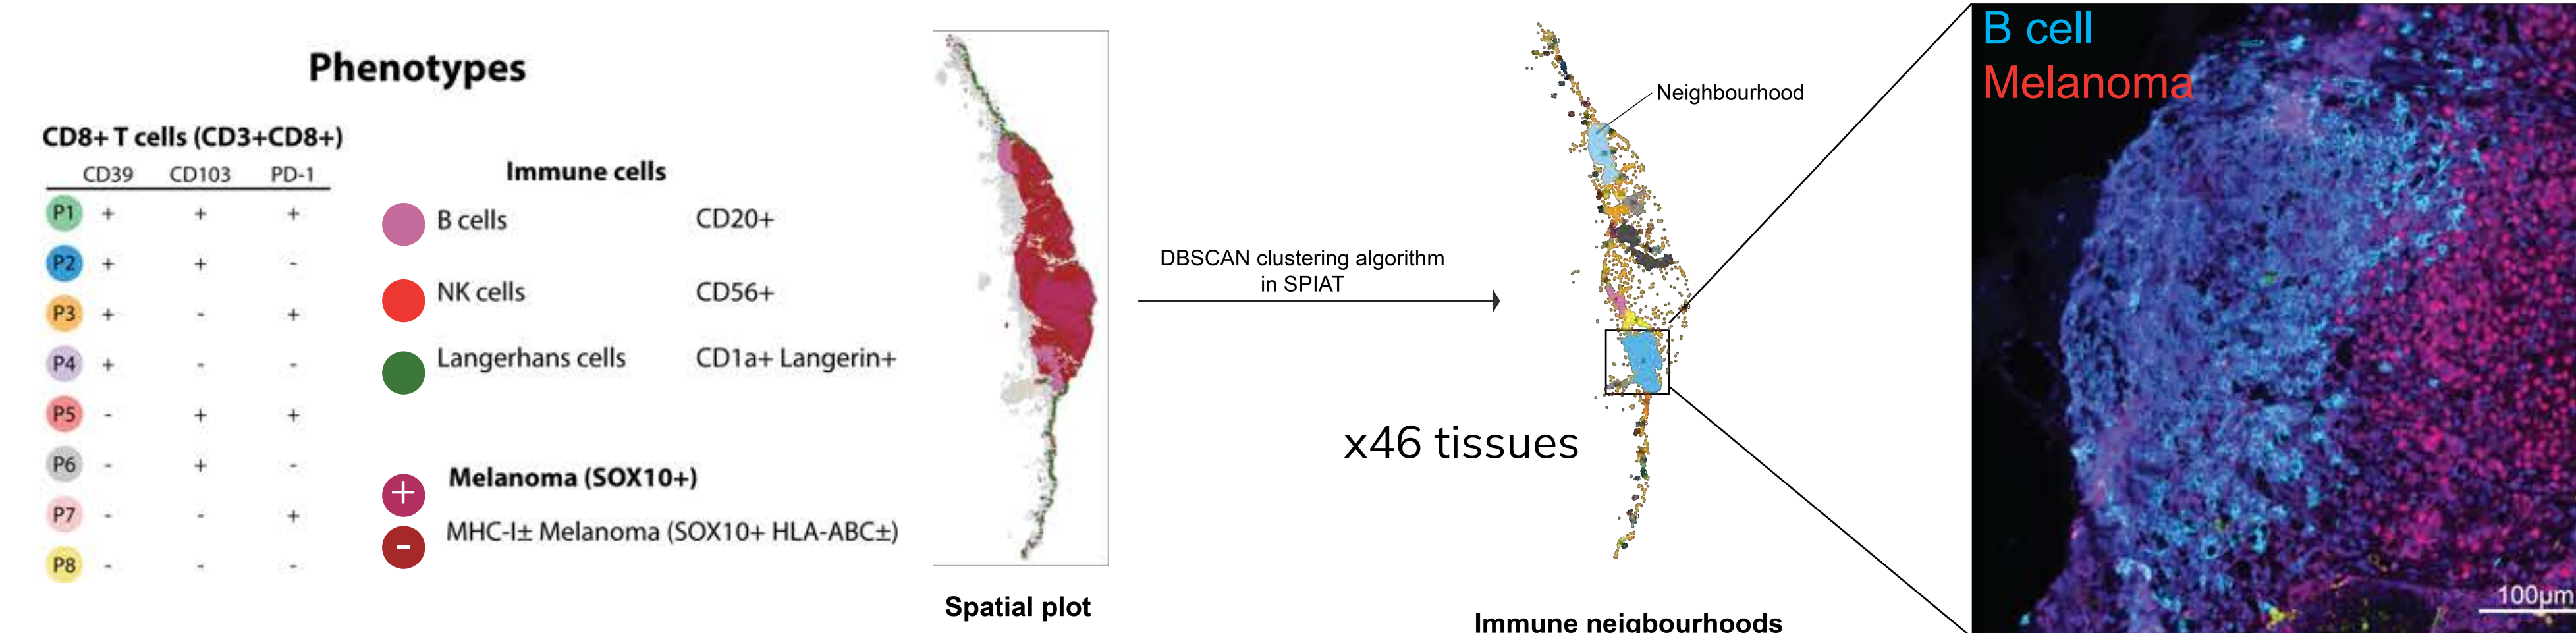 Phenotypes
CD8+ T cells (CD3+CD8+)
CD39 CD103 PD-1
P1 + + +
P2 + + -
P3 + - +
P4 + - -
P5 - + +
P6 - + -
P7 - - +
P8 - - -
Immune cells
B cells CD20+
NK cells CD56+
Langerhans cells CD1a+ Langerin+
+ Melanoma (SOX10+)
- MHC-I± Melanoma (SOX10+ HLA-ABC±)
Spatial plot
DBSCAN clustering algorithm
in SPIAT
x46 tissues
Neighbourhood
Immune neigbourhoods
B cell
Melanoma
100µm